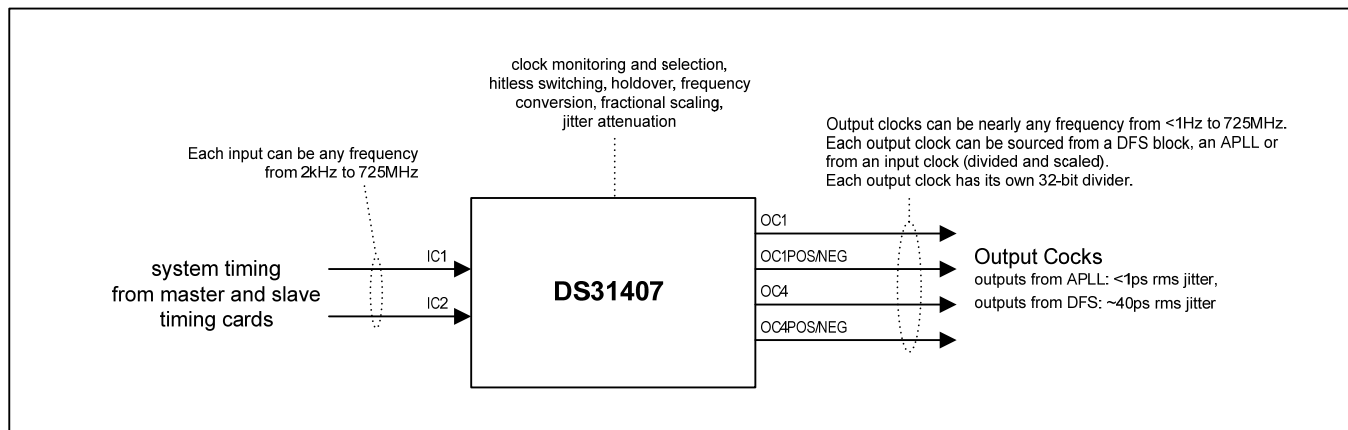 clock monitoring and selection,
hitless switching, holdover, frequency
conversion, fractional scaling,
jitter attenuation
Output clocks can be nearly any frequency from <1Hz to 725MHz.
Each output clock can be sourced from a DFS block, an APLL or
from an input clock (divided and scaled).
Each output clock has its own 32-bit divider.
Each input can be any frequency
from 2kHz to 725MHz
system timing
from master and slave
timing cards
IC1
IC2
DS31407
OC1
OC1POS/NEG
OC4
OC4POS/NEG
Output Cocks
outputs from APLL: <1ps rms jitter,
outputs from DFS: ~40ps rms jitter